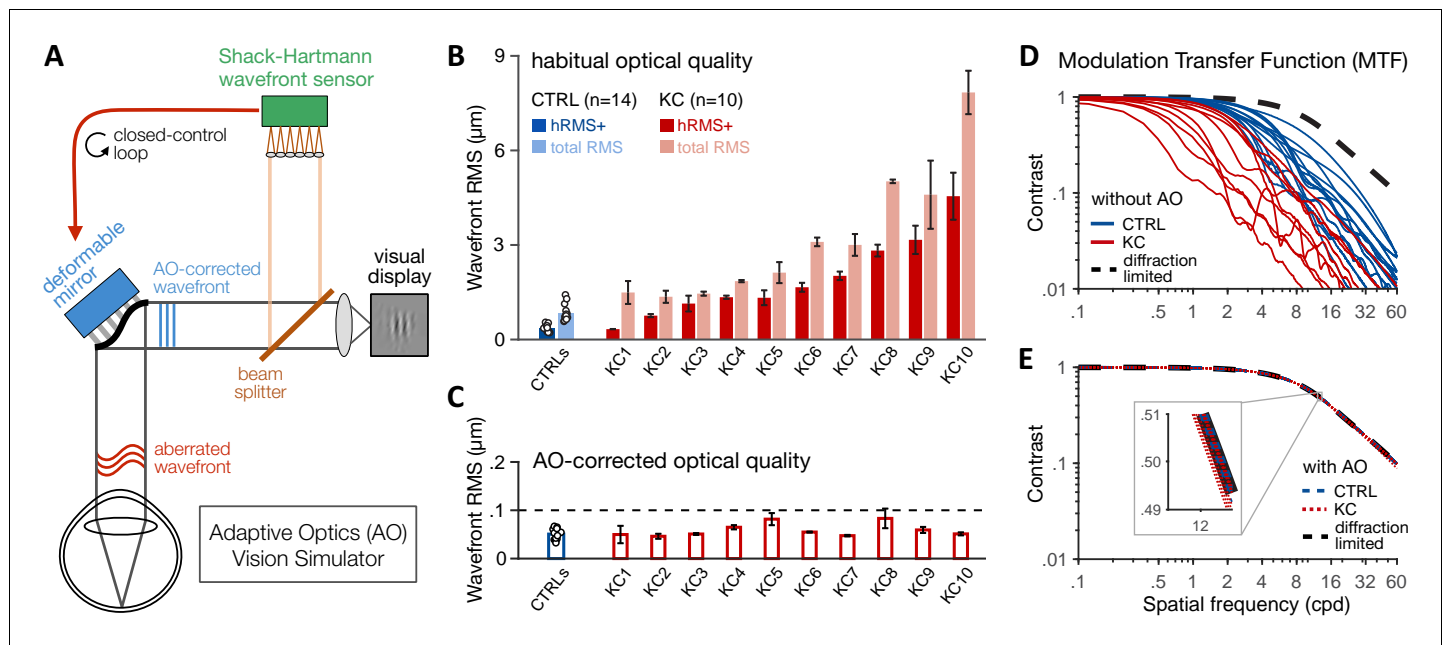 A
Shack-Hartmann
wavefront sensor
closed-control
loop
deformable
mirror
AO-corrected
wavefront
visual
display
beam
splitter
aberrated
wavefront
Adaptive Optics (AO)
Vision Simulator
B
habitual optical quality
CTRL (n=14) KC (n=10)
hRMS+ hRMS+
total RMS total RMS
Wavefront RMS (µm)
9
6
3
0
CTRLs KC1 KC2 KC3 KC4 KC5 KC6 KC7 KC8 KC9 KC10
C
AO-corrected optical quality
Wavefront RMS (µm)
.2
.1
0
CTRLs KC1 KC2 KC3 KC4 KC5 KC6 KC7 KC8 KC9 KC10
D
Modulation Transfer Function (MTF)
Contrast
1
.1
.01
without AO
CTRL
KC
diffraction
limited
.1 .5 1 2 4 8 16 32 60
E
Contrast
1
.1
.01
.51
.50
.49
12
with AO
CTRL
KC
diffraction
limited
.1 .5 1 2 4 8 16 32 60
Spatial frequency (cpd)